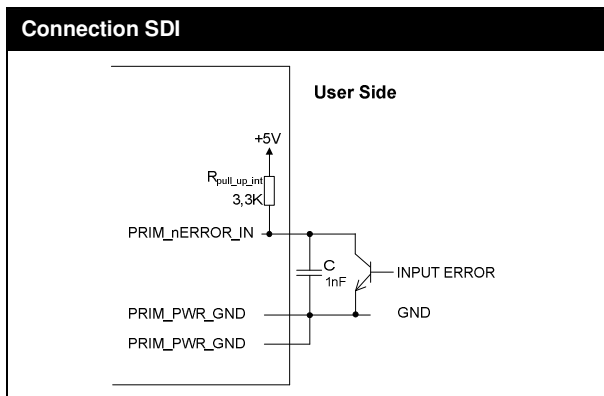 Connection SDI
User Side
+5V
Rpull_up_int
3,3K
PRIM_nERROR_IN
C
1nF
INPUT ERROR
PRIM_PWR_GND
GND
PRIM_PWR_GND